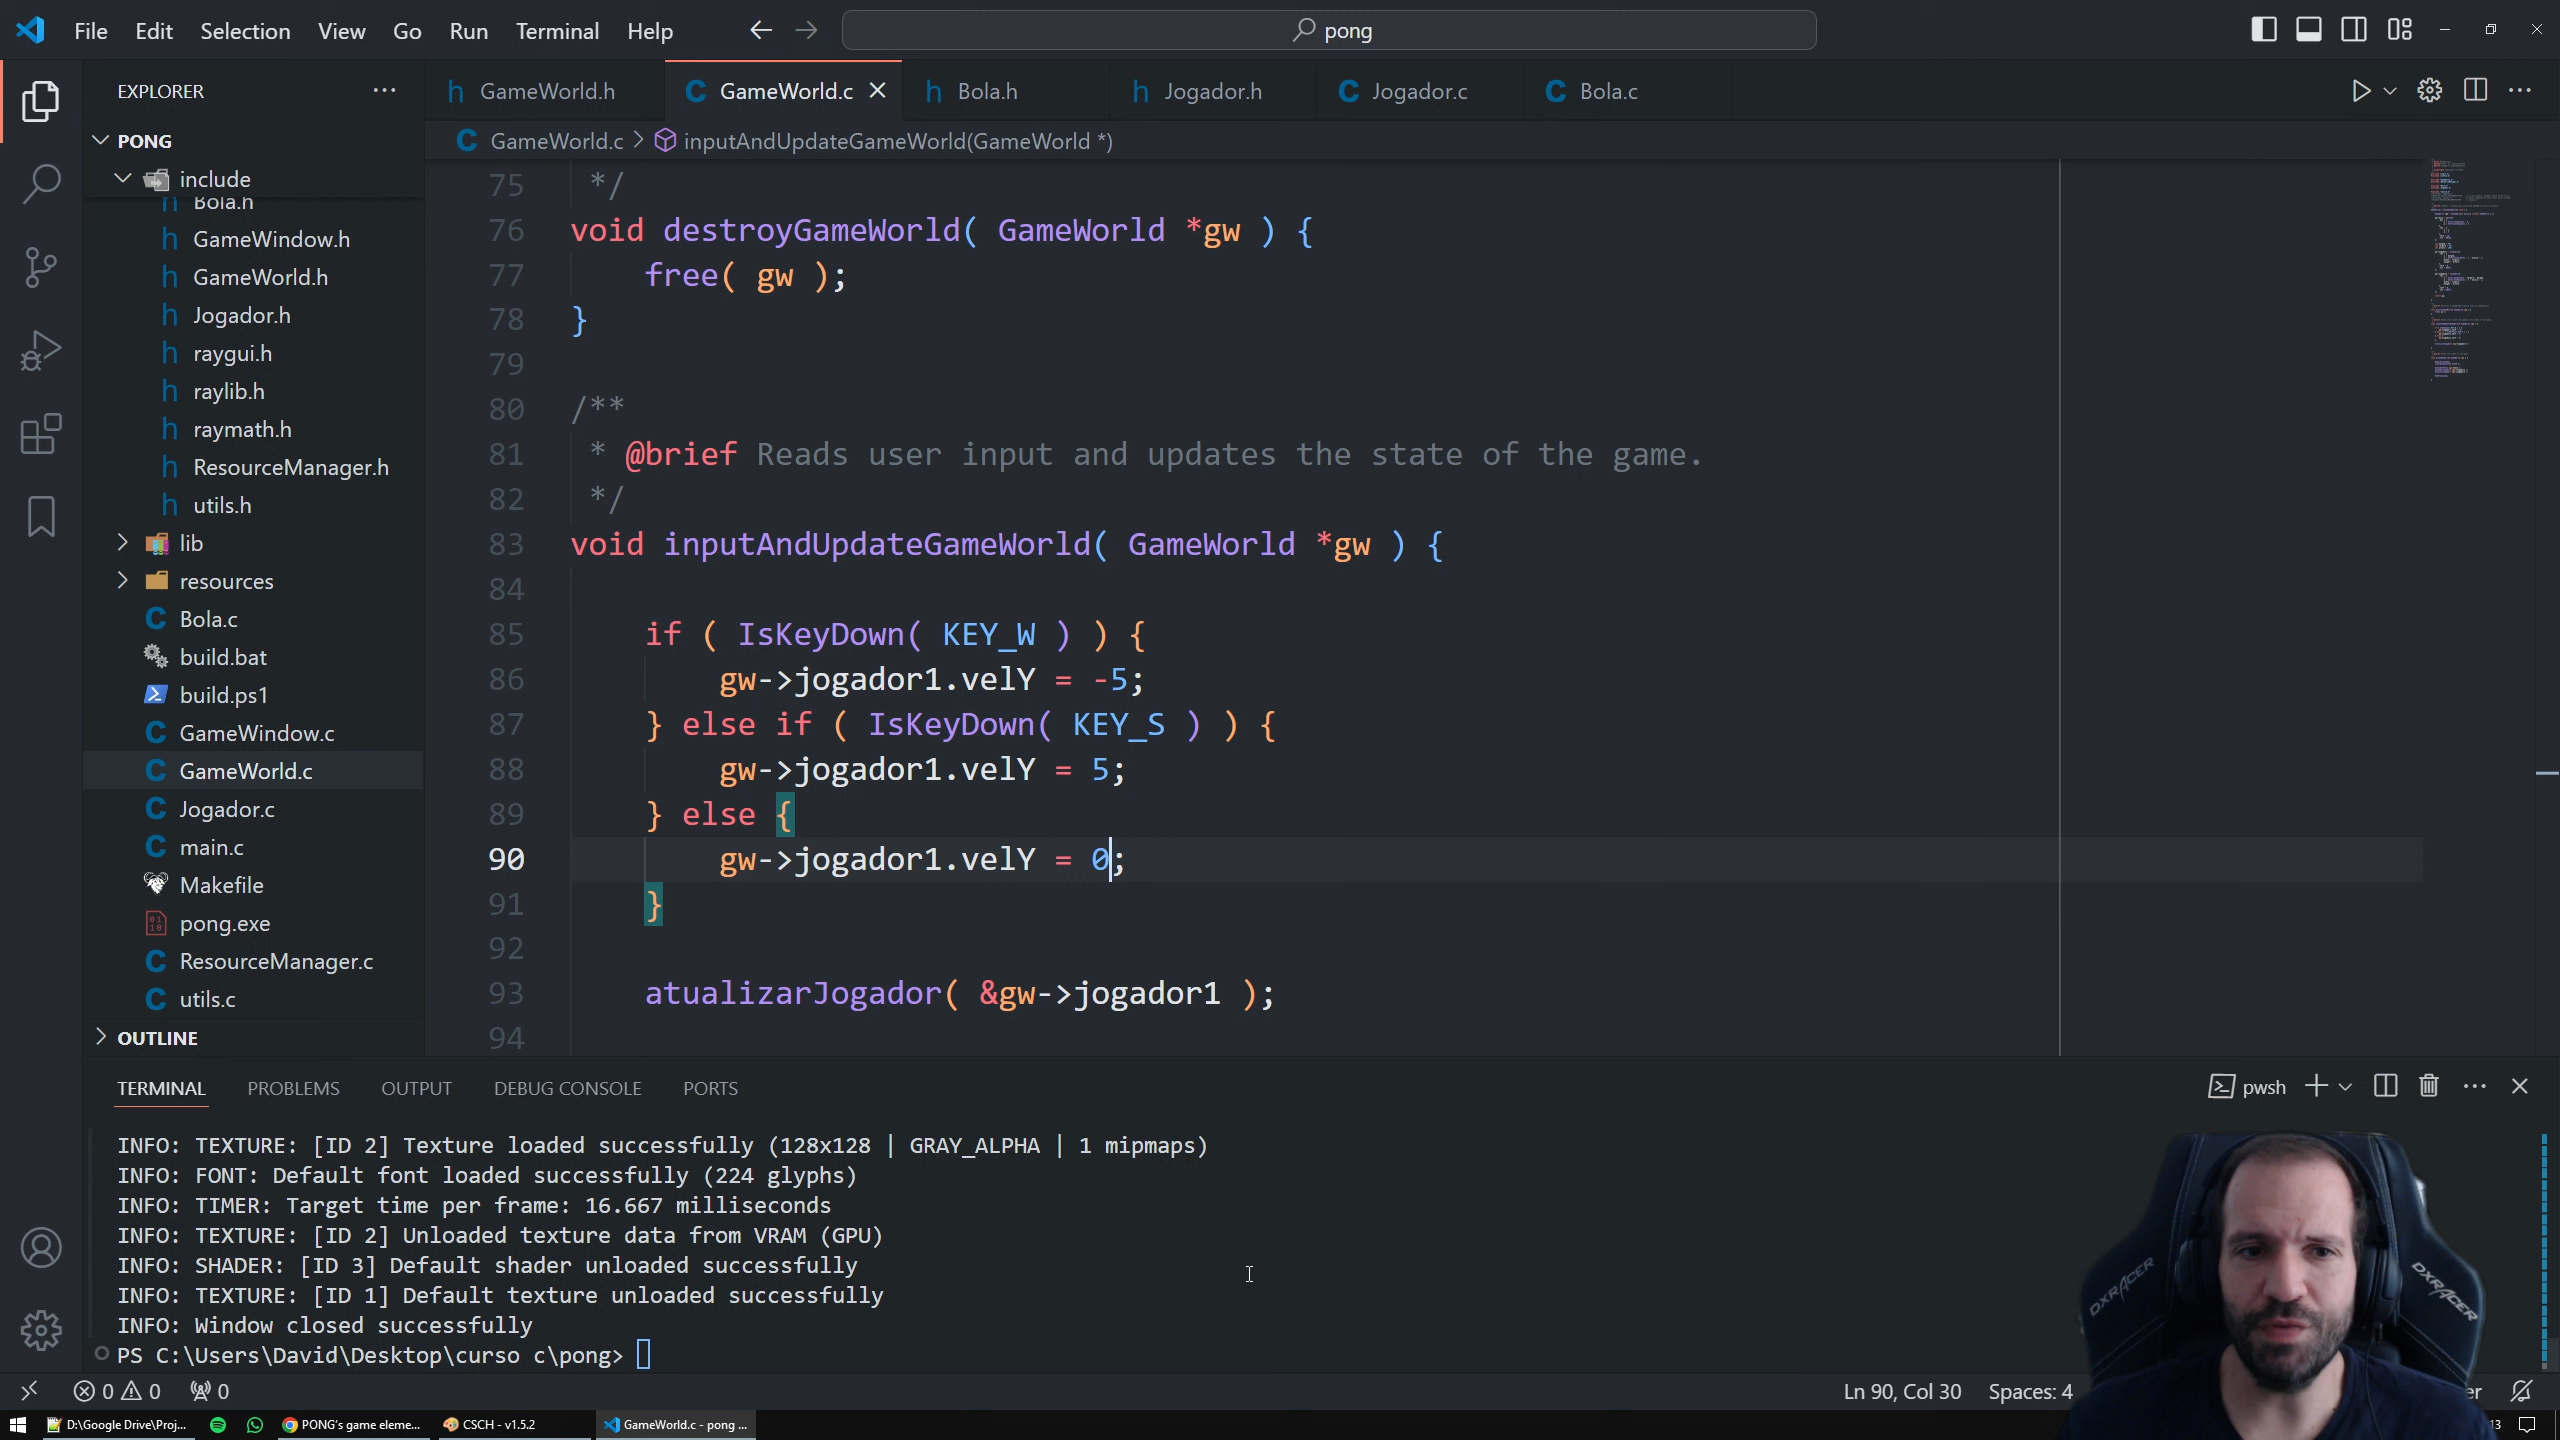 File Edit Selection View Go Run Terminal Help
pong
EXPLORER
GameWorld.h
GameWorld.c
Bola.h
Jogador.h
Jogador.c
Bola.c
PONG
GameWorld.c > inputAndUpdateGameWorld(GameWorld *)
include
Bola.h
GameWindow.h
GameWorld.h
Jogador.h
raygui.h
raylib.h
raymath.h
ResourceManager.h
utils.h
lib
resources
Bola.c
build.bat
build.ps1
GameWindow.c
GameWorld.c
Jogador.c
main.c
Makefile
pong.exe
ResourceManager.c
utils.c
OUTLINE
75 */
76 void destroyGameWorld( GameWorld *gw ) {
77 free( gw );
78 }
79
80 /**
81 * @brief Reads user input and updates the state of the game.
82 */
83 void inputAndUpdateGameWorld( GameWorld *gw ) {
84
85 if ( IsKeyDown( KEY_W ) ) {
86 gw->jogador1.velY = -5;
87 } else if ( IsKeyDown( KEY_S ) ) {
88 gw->jogador1.velY = 5;
89 } else {
90 gw->jogador1.velY = 0;
91 }
92
93 atualizarJogador( &gw->jogador1 );
94
TERMINAL PROBLEMS OUTPUT DEBUG CONSOLE PORTS
pwsh
INFO: TEXTURE: [ID 2] Texture loaded successfully (128x128 | GRAY_ALPHA | 1 mipmaps)
INFO: FONT: Default font loaded successfully (224 glyphs)
INFO: TIMER: Target time per frame: 16.667 milliseconds
INFO: TEXTURE: [ID 2] Unloaded texture data from VRAM (GPU)
INFO: SHADER: [ID 3] Default shader unloaded successfully
INFO: TEXTURE: [ID 1] Default texture unloaded successfully
INFO: Window closed successfully
PS C:\Users\David\Desktop\curso c\pong>
DXRACER
DXRACER
0 0 0
Ln 90, Col 30 Spaces: 4
er
D:\Google Drive\Proj...
PONG's game eleme...
CSCH - v1.5.2
GameWorld.c - pong ...
13